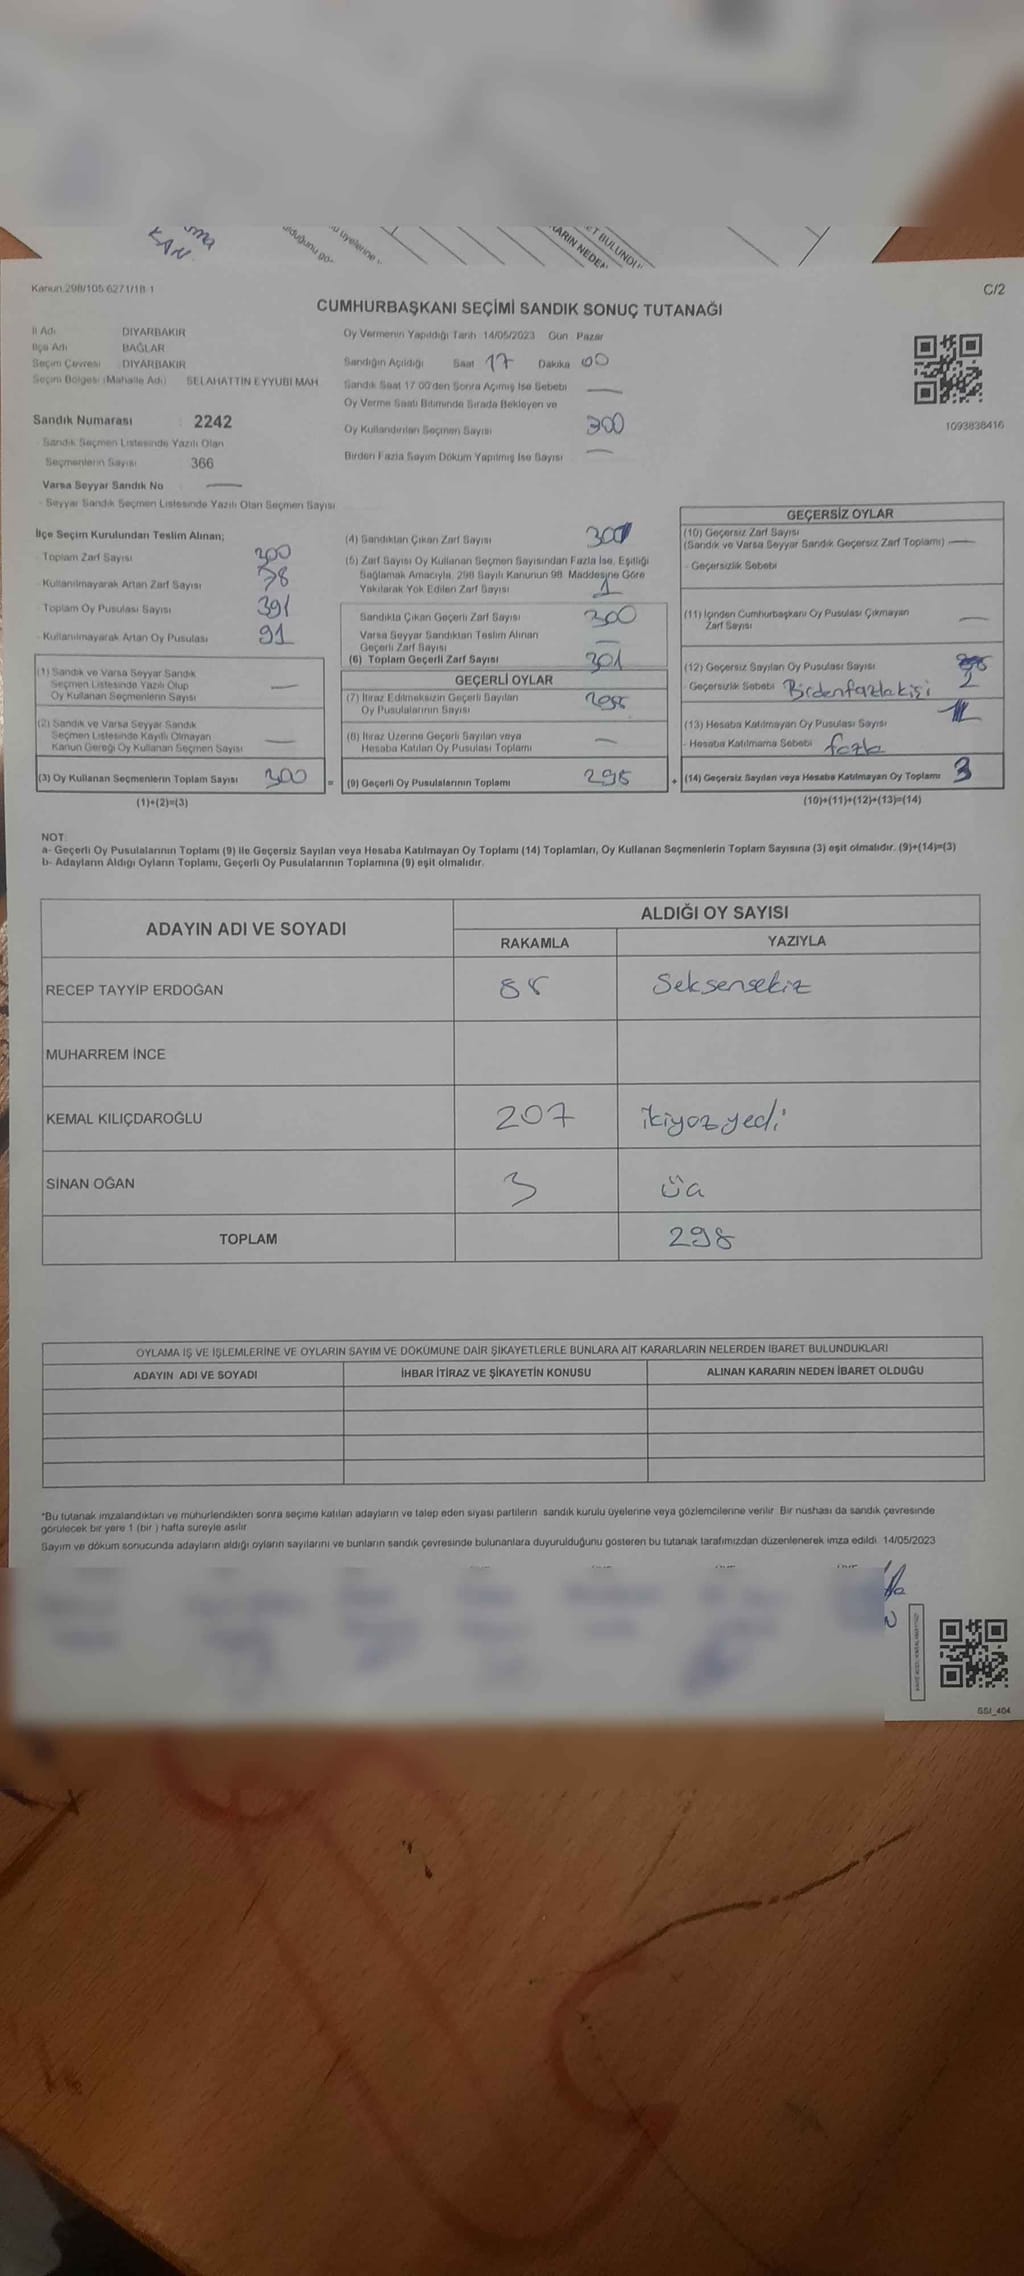 KAN
ARIN NEDEN
ET BULUNDU
Kanun 298/105 6271/18-1
C/2
CUMHURBAŞKANI SEÇİMİ SANDIK SONUÇ TUTANAĞI
İl Adı DİYARBAKIR
İlçe Adı BAĞLAR
Seçim Çevresi DİYARBAKIR
Seçim Bölgesi (Mahalle Adı) SELAHATTİN EYYUBİ MAH.
Oy Vermenin Yapıldığı Tarih 14/05/2023 Gün Pazar
Sandığın Açıldığı Saat 17 Dakika 00
Sandık Saat 17 00'den Sonra Açılmış İse Sebebi
Oy Verme Saati Bitiminde Sırada Bekleyen ve
Oy Kullandırılan Seçmen Sayısı 300
Birden Fazla Sayım Döküm Yapılmış İse Sayısı
1093838416
Sandık Numarası : 2242
- Sandık Seçmen Listesinde Yazılı Olan
Seçmenlerin Sayısı 366
Varsa Seyyar Sandık No
- Seyyar Sandık Seçmen Listesinde Yazılı Olan Seçmen Sayısı
İlçe Seçim Kurulundan Teslim Alınan;
- Toplam Zarf Sayısı
- Kullanılmayarak Artan Zarf Sayısı 78
- Toplam Oy Pusulası Sayısı 391
- Kullanılmayarak Artan Oy Pusulası 91
(1) Sandık ve Varsa Seyyar Sandık
Seçmen Listesinde Yazılı Olup
Oy Kullanan Seçmenlerin Sayısı
(2) Sandık ve Varsa Seyyar Sandık
Seçmen Listesinde Kayıtlı Olmayan
Kanun Gereği Oy Kullanan Seçmen Sayısı
(3) Oy Kullanan Seçmenlerin Toplam Sayısı 300
(1)+(2)=(3)
(4) Sandıktan Çıkan Zarf Sayısı
(5) Zarf Sayısı Oy Kullanan Seçmen Sayısından Fazla İse, Eşitliği
Sağlamak Amacıyla, 298 Sayılı Kanunun 98. Maddesine Göre
Yakılarak Yok Edilen Zarf Sayısı 1
Sandıkta Çıkan Geçerli Zarf Sayısı 300
Varsa Seyyar Sandıktan Teslim Alınan
Geçerli Zarf Sayısı
(6) Toplam Geçerli Zarf Sayısı 301
GEÇERLİ OYLAR
(7) İtiraz Edilmeksizin Geçerli Sayılan
Oy Pusulalarının Sayısı 298
(8) İtiraz Üzerine Geçerli Sayılan veya
Hesaba Katılan Oy Pusulası Toplamı
= (9) Geçerli Oy Pusulalarının Toplamı 298
GEÇERSİZ OYLAR
(10) Geçersiz Zarf Sayısı
(Sandık ve Varsa Seyyar Sandık Geçersiz Zarf Toplamı)
- Geçersizlik Sebebi
(11) İçinden Cumhurbaşkanı Oy Pusulası Çıkmayan
Zarf Sayısı
(12) Geçersiz Sayılan Oy Pusulası Sayısı
- Geçersizlik Sebebi Birdenfazlakişi 2
(13) Hesaba Katılmayan Oy Pusulası Sayısı
- Hesaba Katılmama Sebebi fazla
+ (14) Geçersiz Sayılan veya Hesaba Katılmayan Oy Toplamı 3
(10)+(11)+(12)+(13)=(14)
NOT:
a- Geçerli Oy Pusulalarının Toplamı (9) ile Geçersiz Sayılan veya Hesaba Katılmayan Oy Toplamı (14) Toplamları, Oy Kullanan Seçmenlerin Toplam Sayısına (3) eşit olmalıdır. (9)+(14)=(3)
b- Adayların Aldığı Oyların Toplamı, Geçerli Oy Pusulalarının Toplamına (9) eşit olmalıdır.
ADAYIN ADI VE SOYADI
ALDIĞI OY SAYISI
RAKAMLA YAZIYLA
RECEP TAYYİP ERDOĞAN 88 Seksensekiz
MUHARREM İNCE
KEMAL KILIÇDAROĞLU 207 ikiyozyedi
SİNAN OĞAN 3 üa
TOPLAM 298
OYLAMA İŞ VE İŞLEMLERİNE VE OYLARIN SAYIM VE DÖKÜMÜNE DAİR ŞİKAYETLERLE BUNLARA AİT KARARLARIN NELERDEN İBARET BULUNDUKLARI
ADAYIN ADI VE SOYADI İHBAR İTİRAZ VE ŞİKAYETİN KONUSU ALINAN KARARIN NEDEN İBARET OLDUĞU
*Bu tutanak imzalandıktan ve mühürlendikten sonra seçime katılan adayların ve talep eden siyasi partilerin sandık kurulu üyelerine veya gözlemcilerine verilir. Bir nüshası da sandık çevresinde
görülecek bir yere 1 (bir ) hafta süreyle asılır
Sayım ve döküm sonucunda adayların aldığı oyların sayılarını ve bunların sandık çevresinde bulunanlara duyurulduğunu gösteren bu tutanak tarafımızdan düzenlenerek imza edildi. 14/05/2023
SSI_404